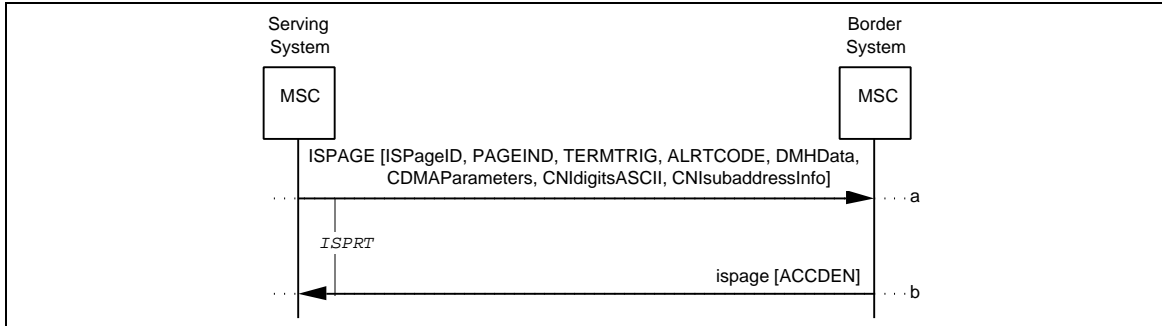 Serving
System
Border
System
MSC
MSC
ISPAGE [ISPageID, PAGEIND, TERMTRIG, ALRTCODE, DMHData,
CDMAParameters, CNIdigitsASCII, CNIsubaddressInfo]
a
ISPRT
ispage [ACCDEN]
b